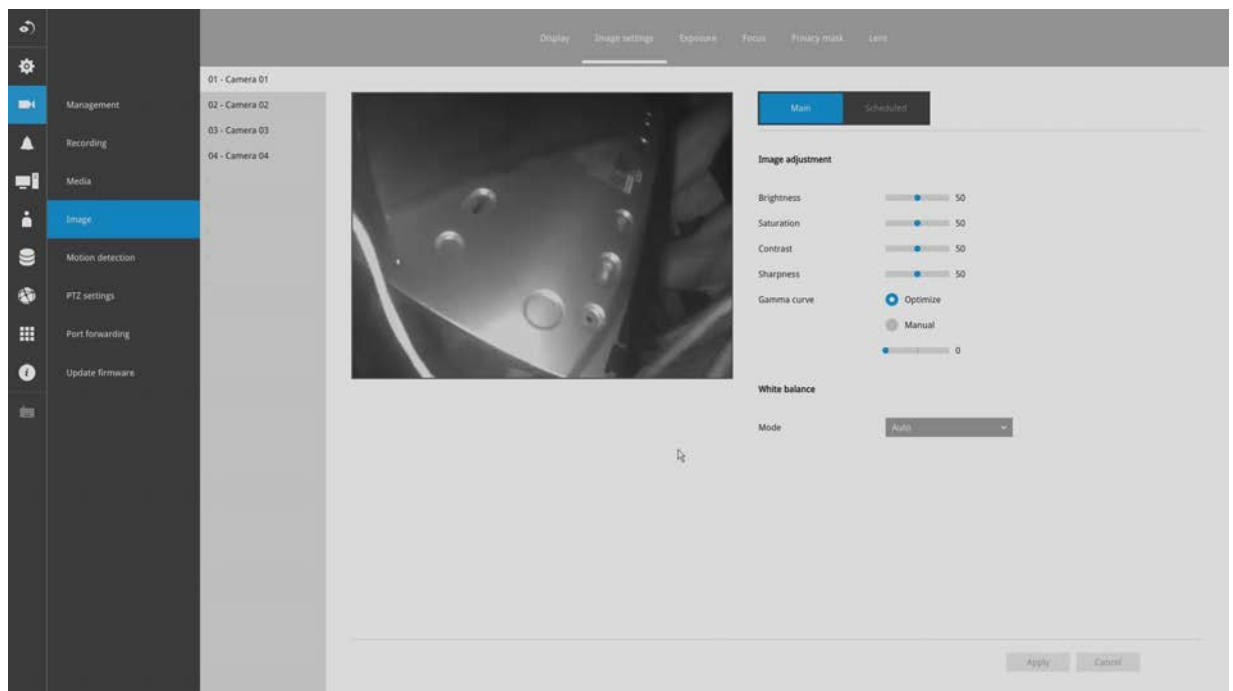 Display Image settings Exposure Focus Privacy mask Lens
01 - Camera 01
02 - Camera 02
03 - Camera 03
04 - Camera 04
Management
Recording
Media
Image
Motion detection
PTZ settings
Port forwarding
Update firmware
Main Scheduled
Image adjustment
Brightness 50
Saturation 50
Contrast 50
Sharpness 50
Gamma curve Optimize
Manual
0
White balance
Mode Auto
Apply Cancel